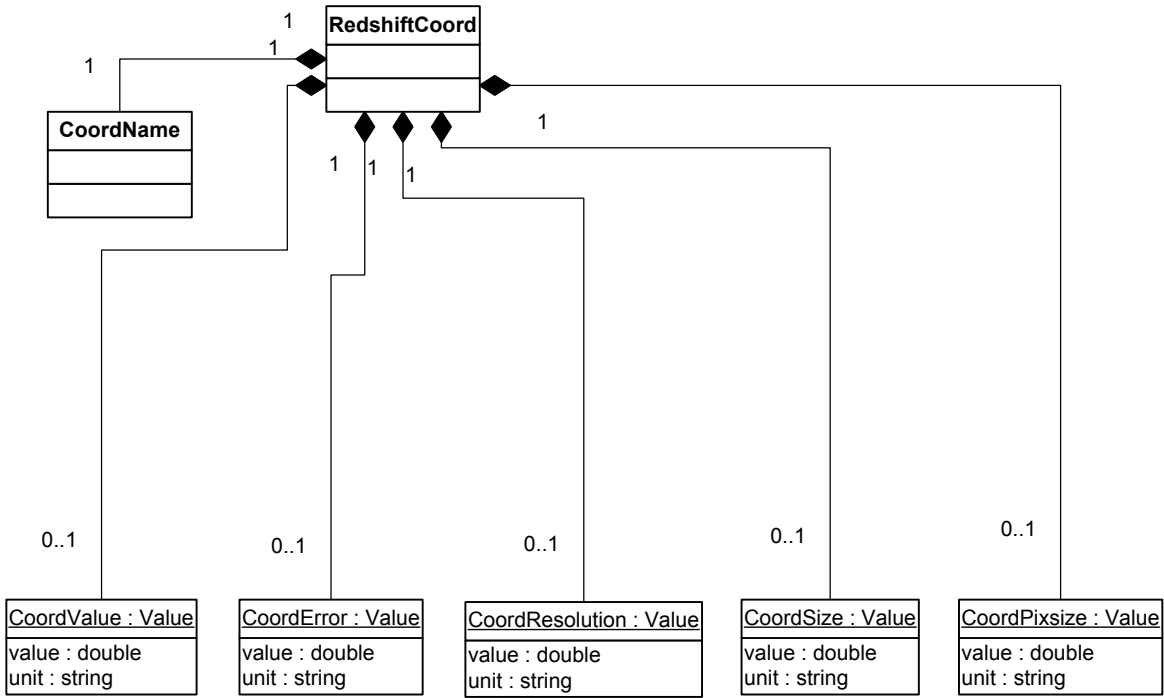 1
RedshiftCoord
1
1
CoordName
1
1
1
1
0..1
0..1
0..1
0..1
0..1
CoordValue : Value
value : double
unit : string
CoordError : Value
value : double
unit : string
CoordResolution : Value
value : double
unit : string
CoordSize : Value
value : double
unit : string
CoordPixsize : Value
value : double
unit : string